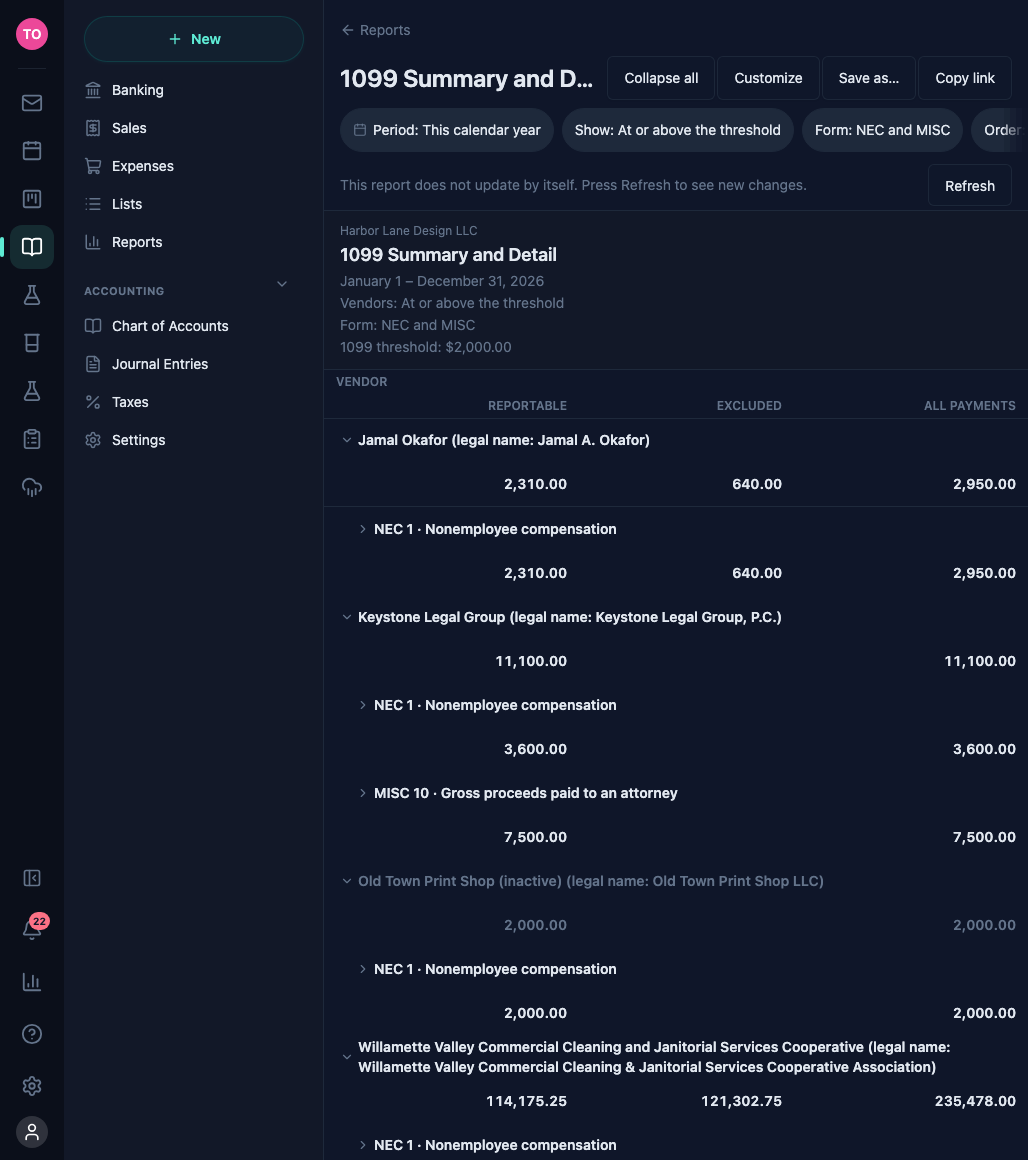 TO
+ New
Banking
Sales
Expenses
Lists
Reports
ACCOUNTING
Chart of Accounts
Journal Entries
Taxes
Settings
22
← Reports
1099 Summary and D...
Collapse all
Customize
Save as...
Copy link
Period: This calendar year
Show: At or above the threshold
Form: NEC and MISC
Order
This report does not update by itself. Press Refresh to see new changes.
Refresh
Harbor Lane Design LLC
1099 Summary and Detail
January 1 – December 31, 2026
Vendors: At or above the threshold
Form: NEC and MISC
1099 threshold: $2,000.00
VENDOR
REPORTABLE EXCLUDED ALL PAYMENTS
Jamal Okafor (legal name: Jamal A. Okafor)
2,310.00 640.00 2,950.00
NEC 1 · Nonemployee compensation
2,310.00 640.00 2,950.00
Keystone Legal Group (legal name: Keystone Legal Group, P.C.)
11,100.00 11,100.00
NEC 1 · Nonemployee compensation
3,600.00 3,600.00
MISC 10 · Gross proceeds paid to an attorney
7,500.00 7,500.00
Old Town Print Shop (inactive) (legal name: Old Town Print Shop LLC)
2,000.00 2,000.00
NEC 1 · Nonemployee compensation
2,000.00 2,000.00
Willamette Valley Commercial Cleaning and Janitorial Services Cooperative (legal name:
Willamette Valley Commercial Cleaning & Janitorial Services Cooperative Association)
114,175.25 121,302.75 235,478.00
NEC 1 · Nonemployee compensation